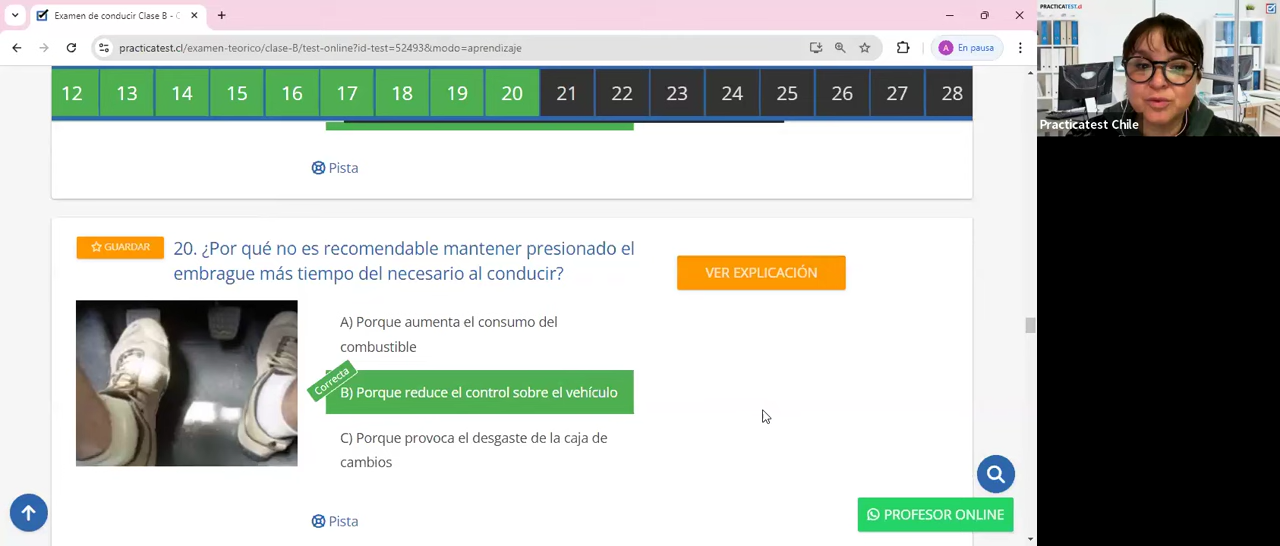 Examen de conducir Clase B - C
practicatest.cl/examen-teorico/clase-B/test-online?id-test=52493&modo=aprendizaje
A
En pausa
PRACTICATEST.cl
Practicatest Chile
12 13 14 15 16 17 18 19 20 21 22 23 24 25 26 27 28
Pista
GUARDAR
20. ¿Por qué no es recomendable mantener presionado el
embrague más tiempo del necesario al conducir?
VER EXPLICACIÓN
A) Porque aumenta el consumo del
combustible
Correcta
B) Porque reduce el control sobre el vehículo
C) Porque provoca el desgaste de la caja de
cambios
Pista
PROFESOR ONLINE